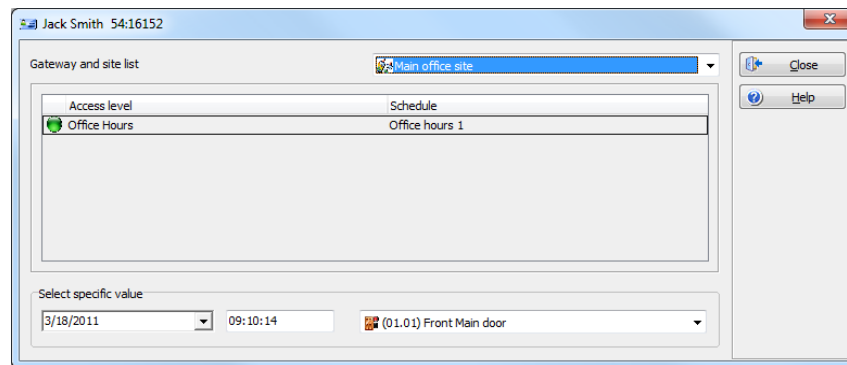 Jack Smith 54:16152
Gateway and site list
Main office site
Close
Help
Access level Schedule
Office Hours Office hours 1
Select specific value
3/18/2011 09:10:14 (01.01) Front Main door